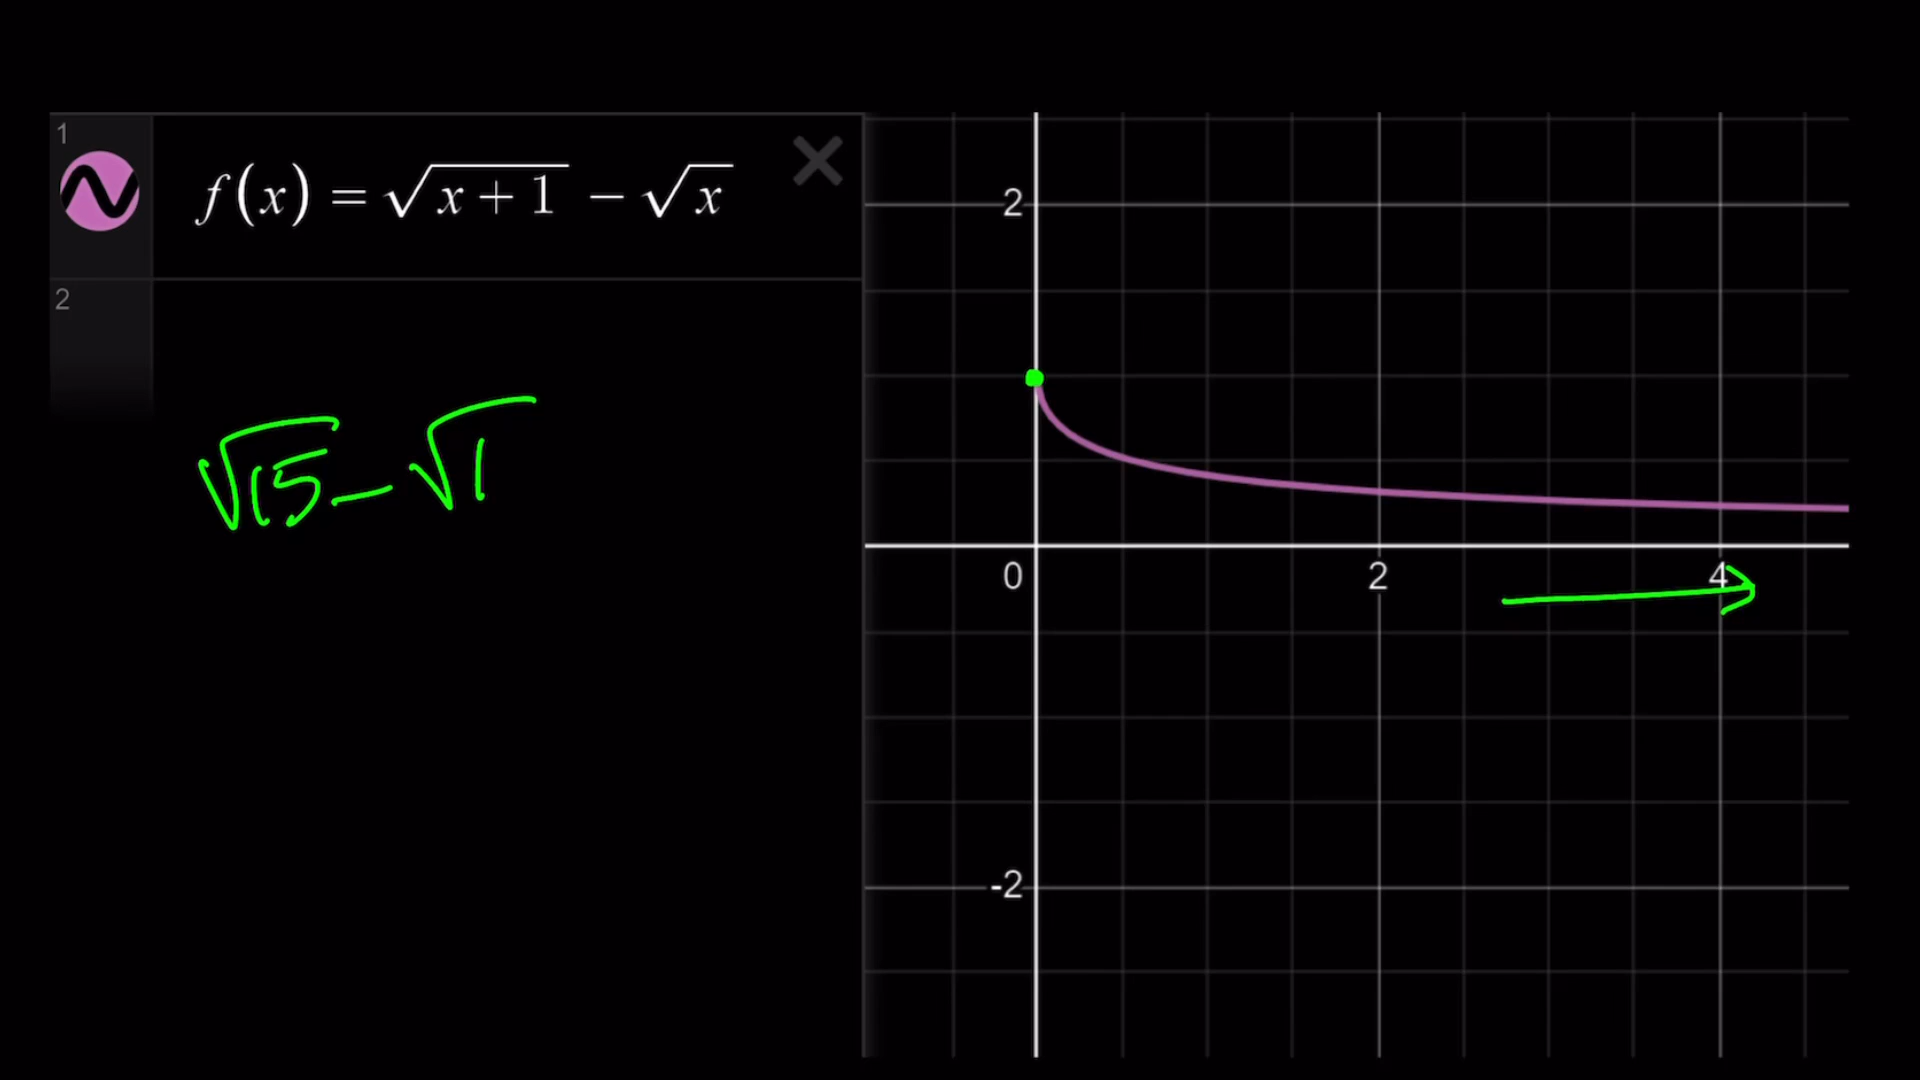 1
f(x) = √x + 1 − √x
2
√15 − √1
2
0 2 4
-2